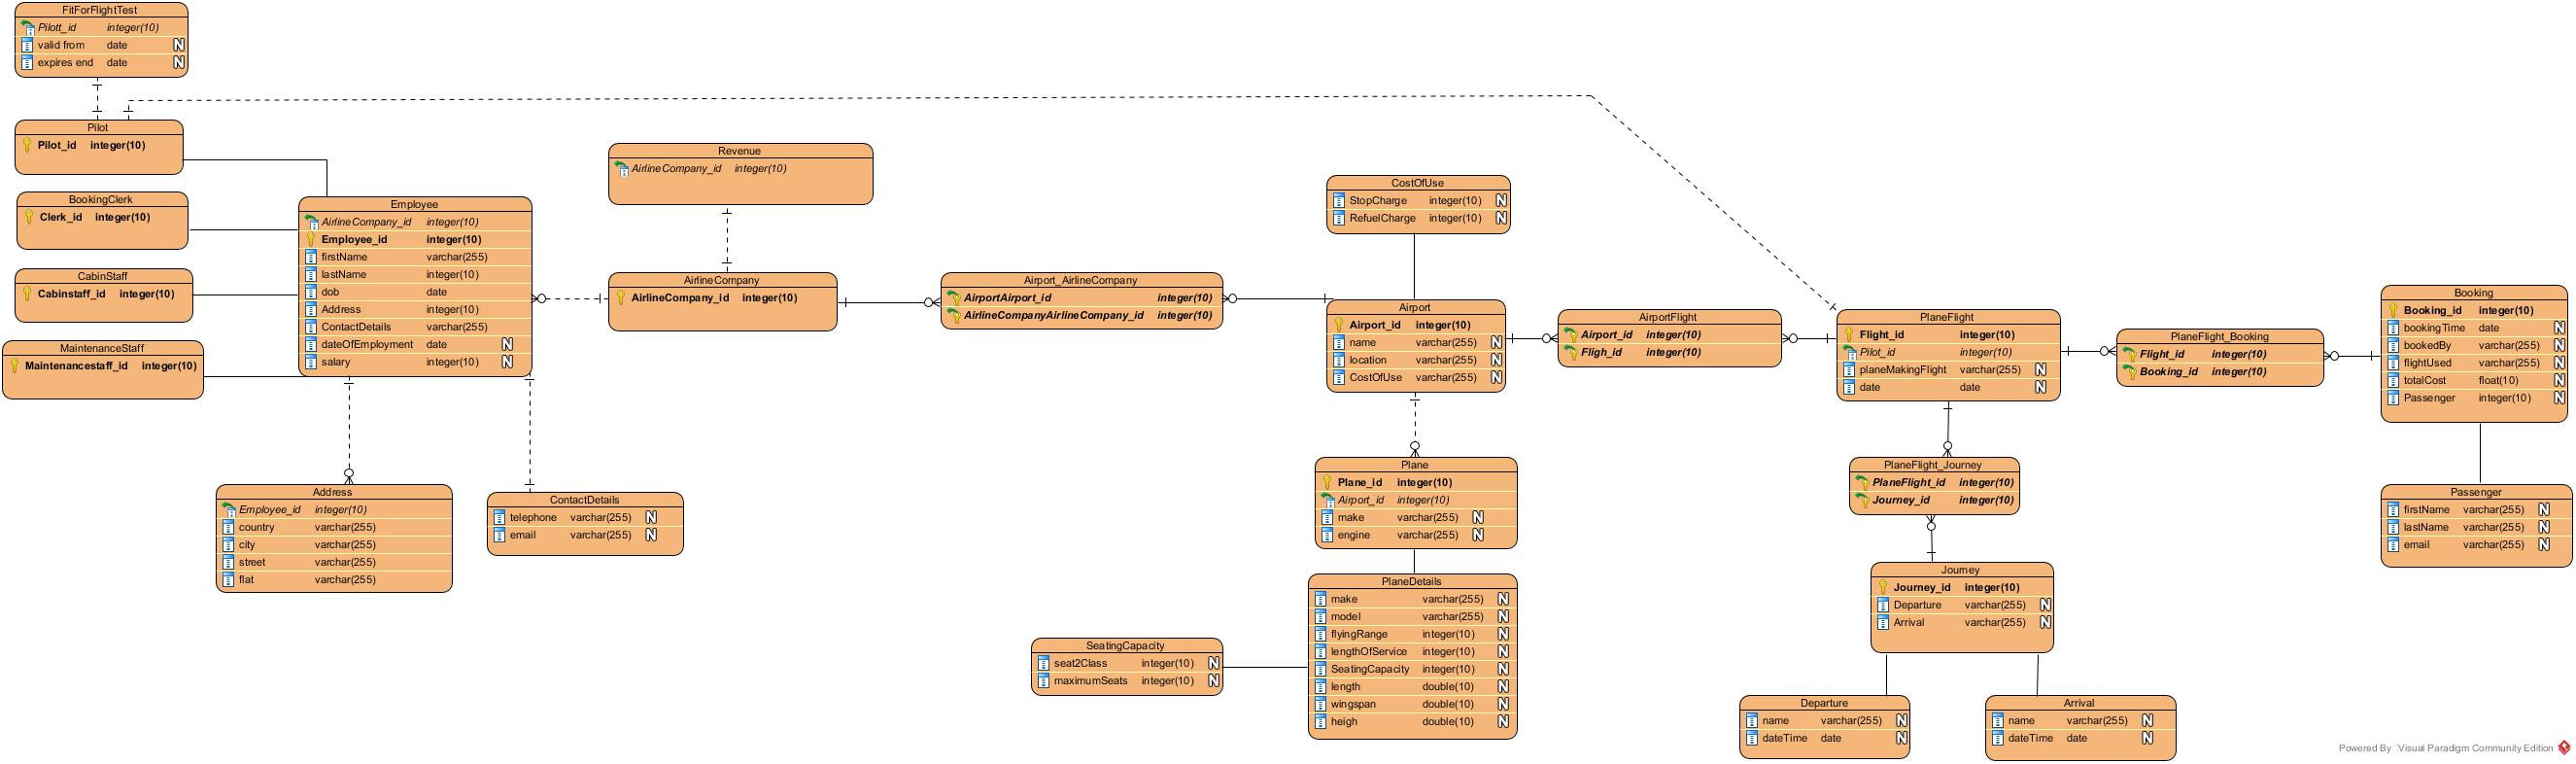 FitForFlightTest
Pilott_id integer(10)
valid from date N
expires end date N
Pilot
Pilot_id integer(10)
BookingClerk
Clerk_id integer(10)
CabinStaff
Cabinstaff_id integer(10)
MaintenanceStaff
Maintenancestaff_id integer(10)
Employee
AirlineCompany_id integer(10)
Employee_id integer(10)
firstName varchar(255)
lastName integer(10)
dob date
Address integer(10)
ContactDetails varchar(255)
dateOfEmployment date N
salary integer(10) N
Address
Employee_id integer(10)
country varchar(255)
city varchar(255)
street varchar(255)
flat varchar(255)
ContactDetails
telephone varchar(255) N
email varchar(255) N
Revenue
AirlineCompany_id integer(10)
AirlineCompany
AirlineCompany_id integer(10)
Airport_AirlineCompany
AirportAirport_id integer(10)
AirlineCompanyAirlineCompany_id integer(10)
CostOfUse
StopCharge integer(10) N
RefuelCharge integer(10) N
Airport
Airport_id integer(10)
name varchar(255) N
location varchar(255) N
CostOfUse varchar(255) N
Plane
Plane_id integer(10)
Airport_id integer(10)
make varchar(255) N
engine varchar(255) N
PlaneDetails
make varchar(255) N
model varchar(255) N
flyingRange integer(10) N
lengthOfService integer(10) N
SeatingCapacity integer(10) N
length double(10) N
wingspan double(10) N
heigh double(10) N
SeatingCapacity
seat2Class integer(10) N
maximumSeats integer(10) N
AirportFlight
Airport_id integer(10)
Fligh_id integer(10)
PlaneFlight
Flight_id integer(10)
Pilot_id integer(10)
planeMakingFlight varchar(255) N
date date N
PlaneFlight_Journey
PlaneFlight_id integer(10)
Journey_id integer(10)
Journey
Journey_id integer(10)
Departure varchar(255) N
Arrival varchar(255) N
Departure
name varchar(255) N
dateTime date N
Arrival
name varchar(255) N
dateTime date N
PlaneFlight_Booking
Flight_id integer(10)
Booking_id integer(10)
Booking
Booking_id integer(10)
bookingTime date N
bookedBy varchar(255) N
flightUsed varchar(255) N
totalCost float(10) N
Passenger integer(10) N
Passenger
firstName varchar(255) N
lastName varchar(255) N
email varchar(255) N
Powered By Visual Paradigm Community Edition